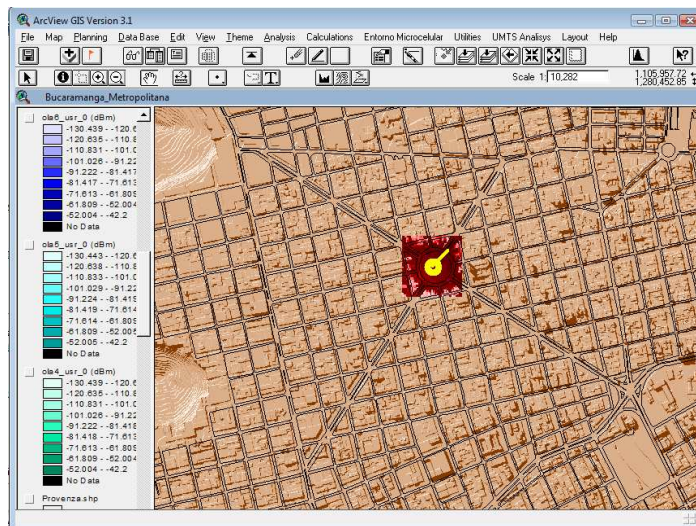 ArcView GIS Version 3.1
File Map Planning Data Base Edit View Theme Analysis Calculations Entorno Microcelular Utilities UMTS Analisys Layout Help
Scale 1: 10,282
1,105,957.72
1,280,452.85
Bucaramanga_Metropolitana
ola6_usr_0 (dBm)
-130.439 - -120.6
-120.635 - -110.8
-110.831 - -101.0
-101.026 - -91.22
-91.222 - -81.417
-81.417 - -71.613
-71.613 - -61.809
-61.809 - -52.004
-52.004 - -42.2
No Data
ola5_usr_0 (dBm)
-130.443 - -120.6
-120.638 - -110.8
-110.833 - -101.0
-101.029 - -91.22
-91.224 - -81.419
-81.419 - -71.614
-71.614 - -61.809
-61.809 - -52.005
-52.005 - -42.2
No Data
ola4_usr_0 (dBm)
-130.439 - -120.6
-120.635 - -110.8
-110.831 - -101.0
-101.026 - -91.22
-91.222 - -81.418
-81.418 - -71.613
-71.613 - -61.809
-61.809 - -52.004
-52.004 - -42.2
No Data
Provenza.shp